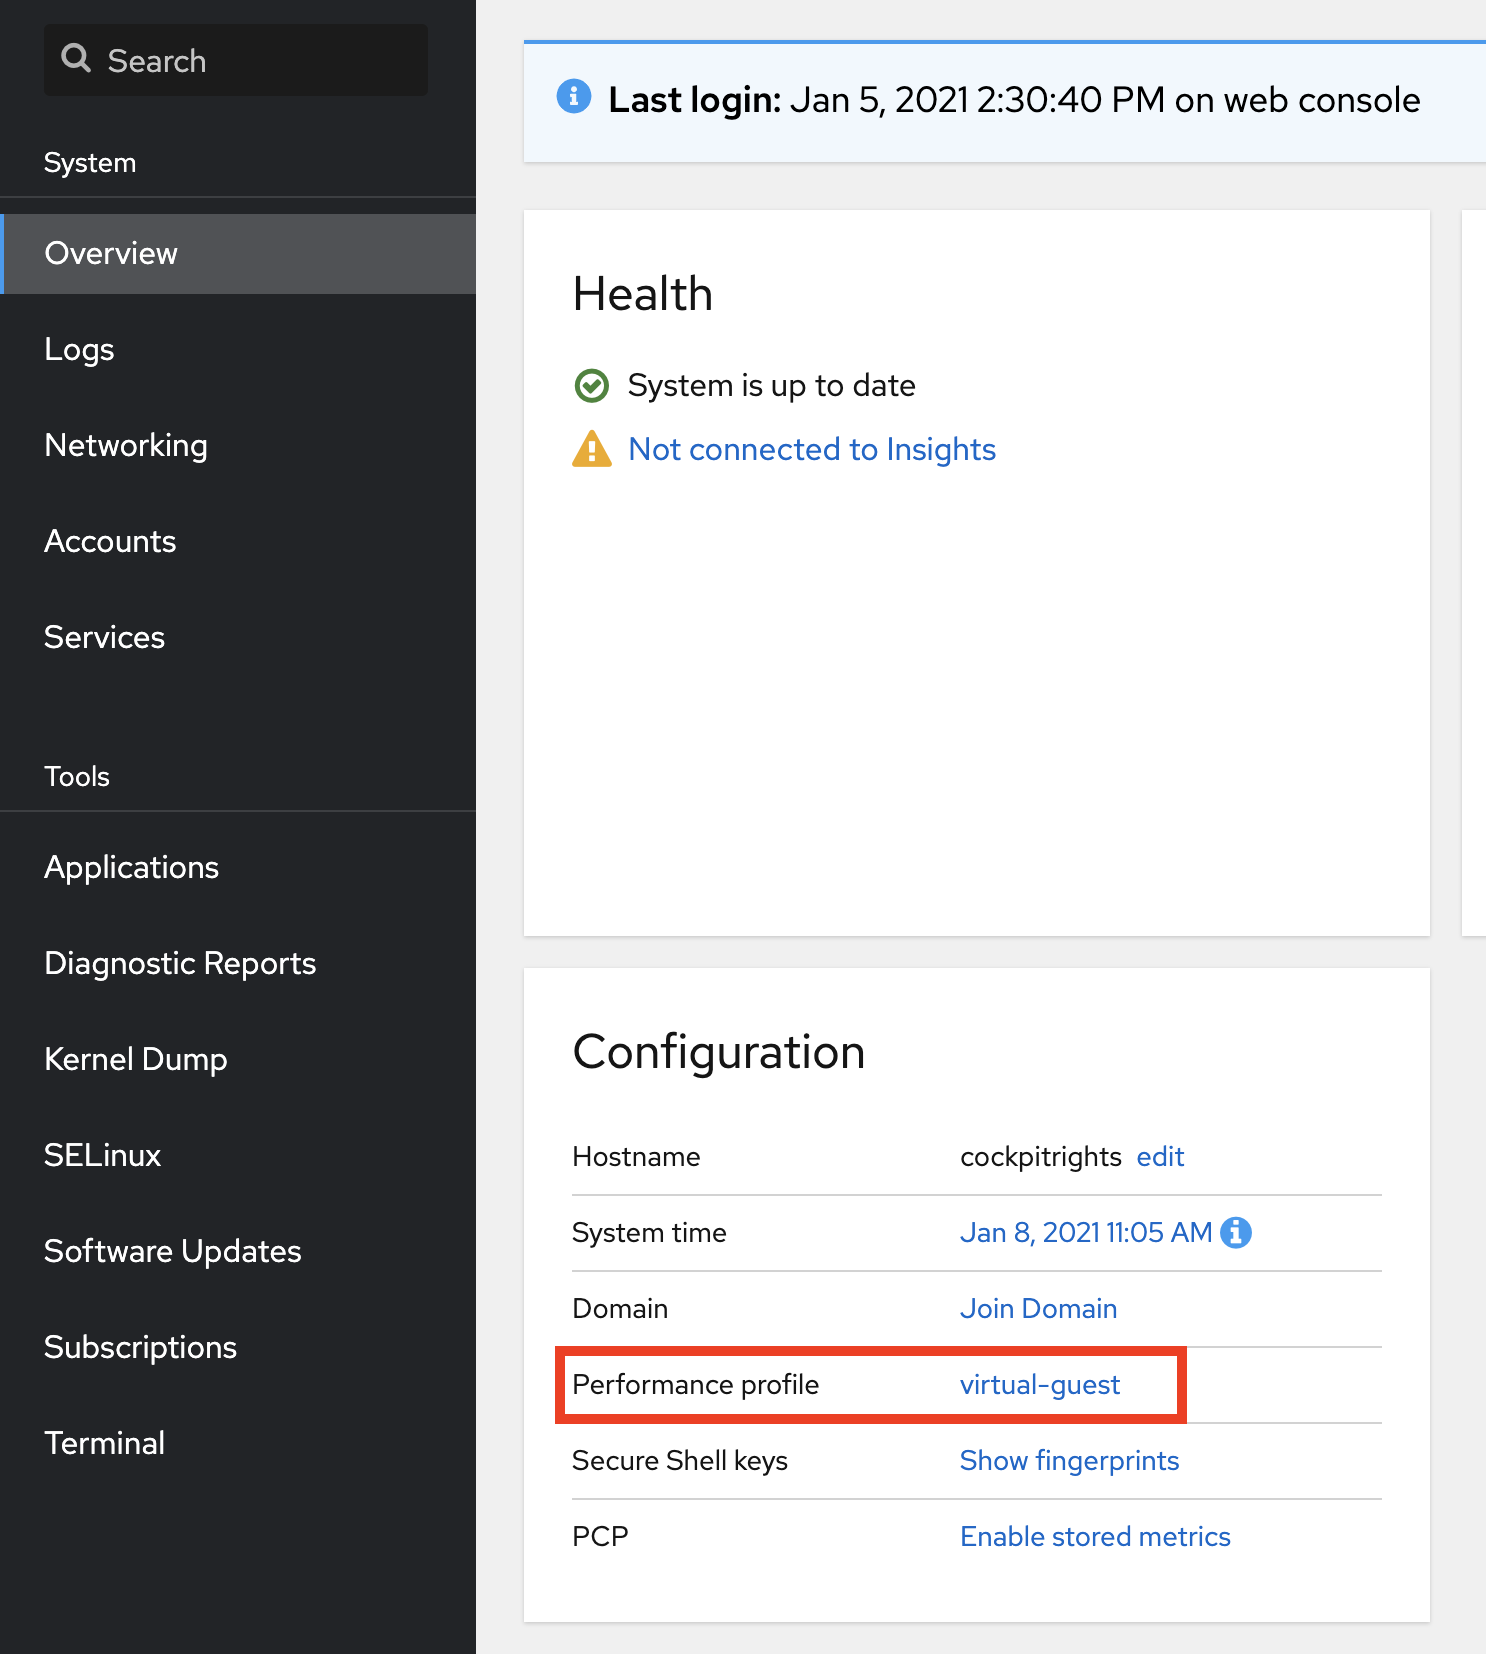 Search
System
Overview
Logs
Networking
Accounts
Services
Tools
Applications
Diagnostic Reports
Kernel Dump
SELinux
Software Updates
Subscriptions
Terminal
Last login: Jan 5, 2021 2:30:40 PM on web console
Health
System is up to date
Not connected to Insights
Configuration
Hostname cockpitrights edit
System time Jan 8, 2021 11:05 AM
Domain Join Domain
Performance profile virtual-guest
Secure Shell keys Show fingerprints
PCP Enable stored metrics